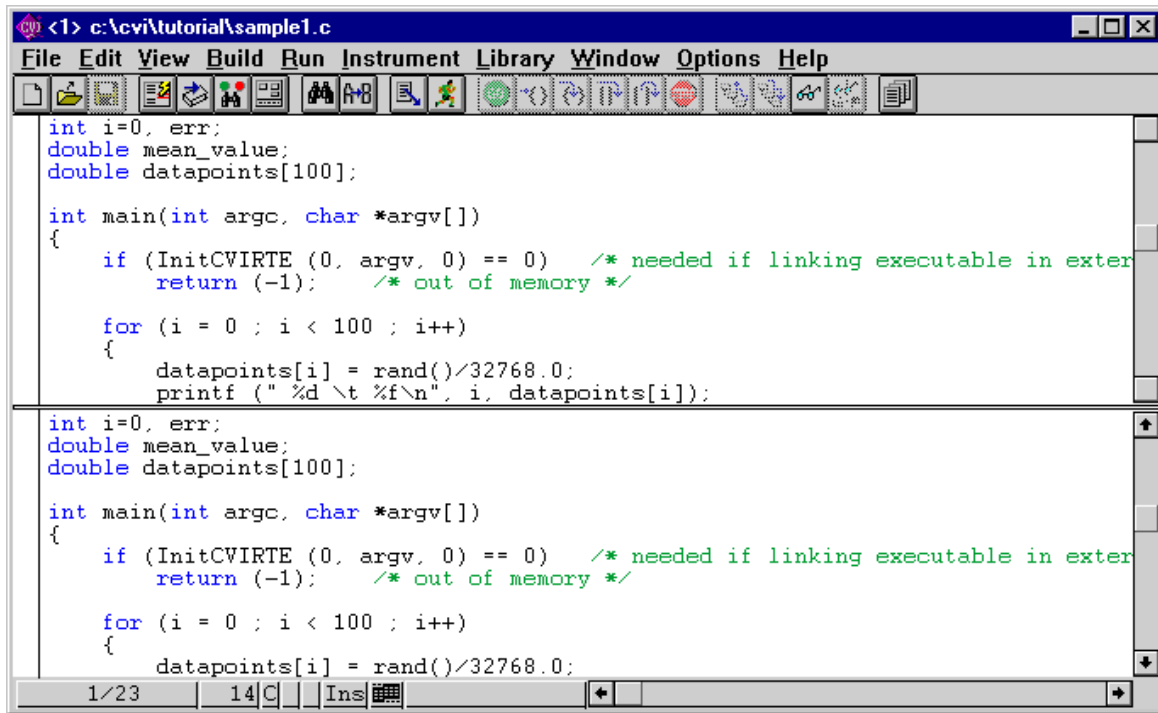 CVI <1> c:\cvi\tutorial\sample1.c
File Edit View Build Run Instrument Library Window Options Help
int i=0, err;
double mean_value;
double datapoints[100];
int main(int argc, char *argv[])
{
if (InitCVIRTE (0, argv, 0) == 0) /* needed if linking executable in exter
return (-1); /* out of memory */
for (i = 0 ; i < 100 ; i++)
{
datapoints[i] = rand()/32768.0;
printf (" %d \t %f\n", i, datapoints[i]);
int i=0, err;
double mean_value;
double datapoints[100];
int main(int argc, char *argv[])
{
if (InitCVIRTE (0, argv, 0) == 0) /* needed if linking executable in exter
return (-1); /* out of memory */
for (i = 0 ; i < 100 ; i++)
{
datapoints[i] = rand()/32768.0;
1/23 14 C Ins